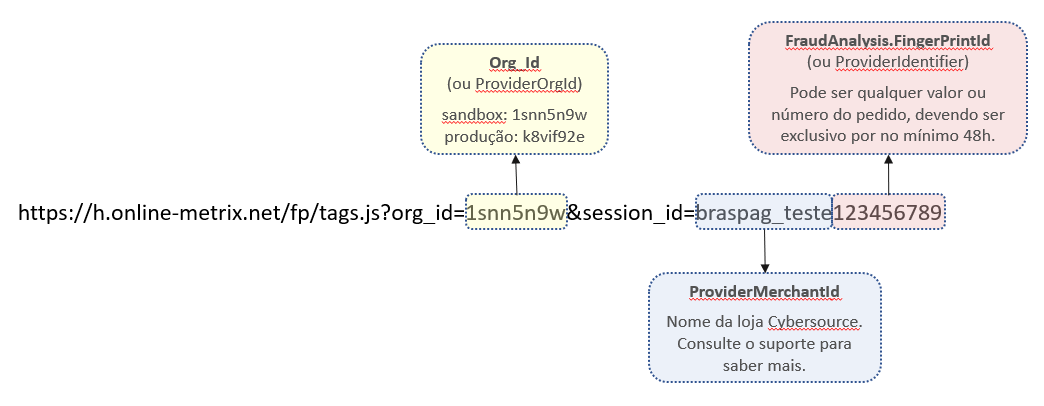 FraudAnalysis.FingerPrintId
(ou ProviderIdentifier)
Pode ser qualquer valor ou
número do pedido, devendo ser
exclusivo por no mínimo 48h.
Org_Id
(ou ProviderOrgId)
sandbox: 1snn5n9w
produção: k8vif92e
https://h.online-metrix.net/fp/tags.js?org_id=1snn5n9w&session_id=braspag_teste123456789
ProviderMerchantId
Nome da loja Cybersource.
Consulte o suporte para
saber mais.